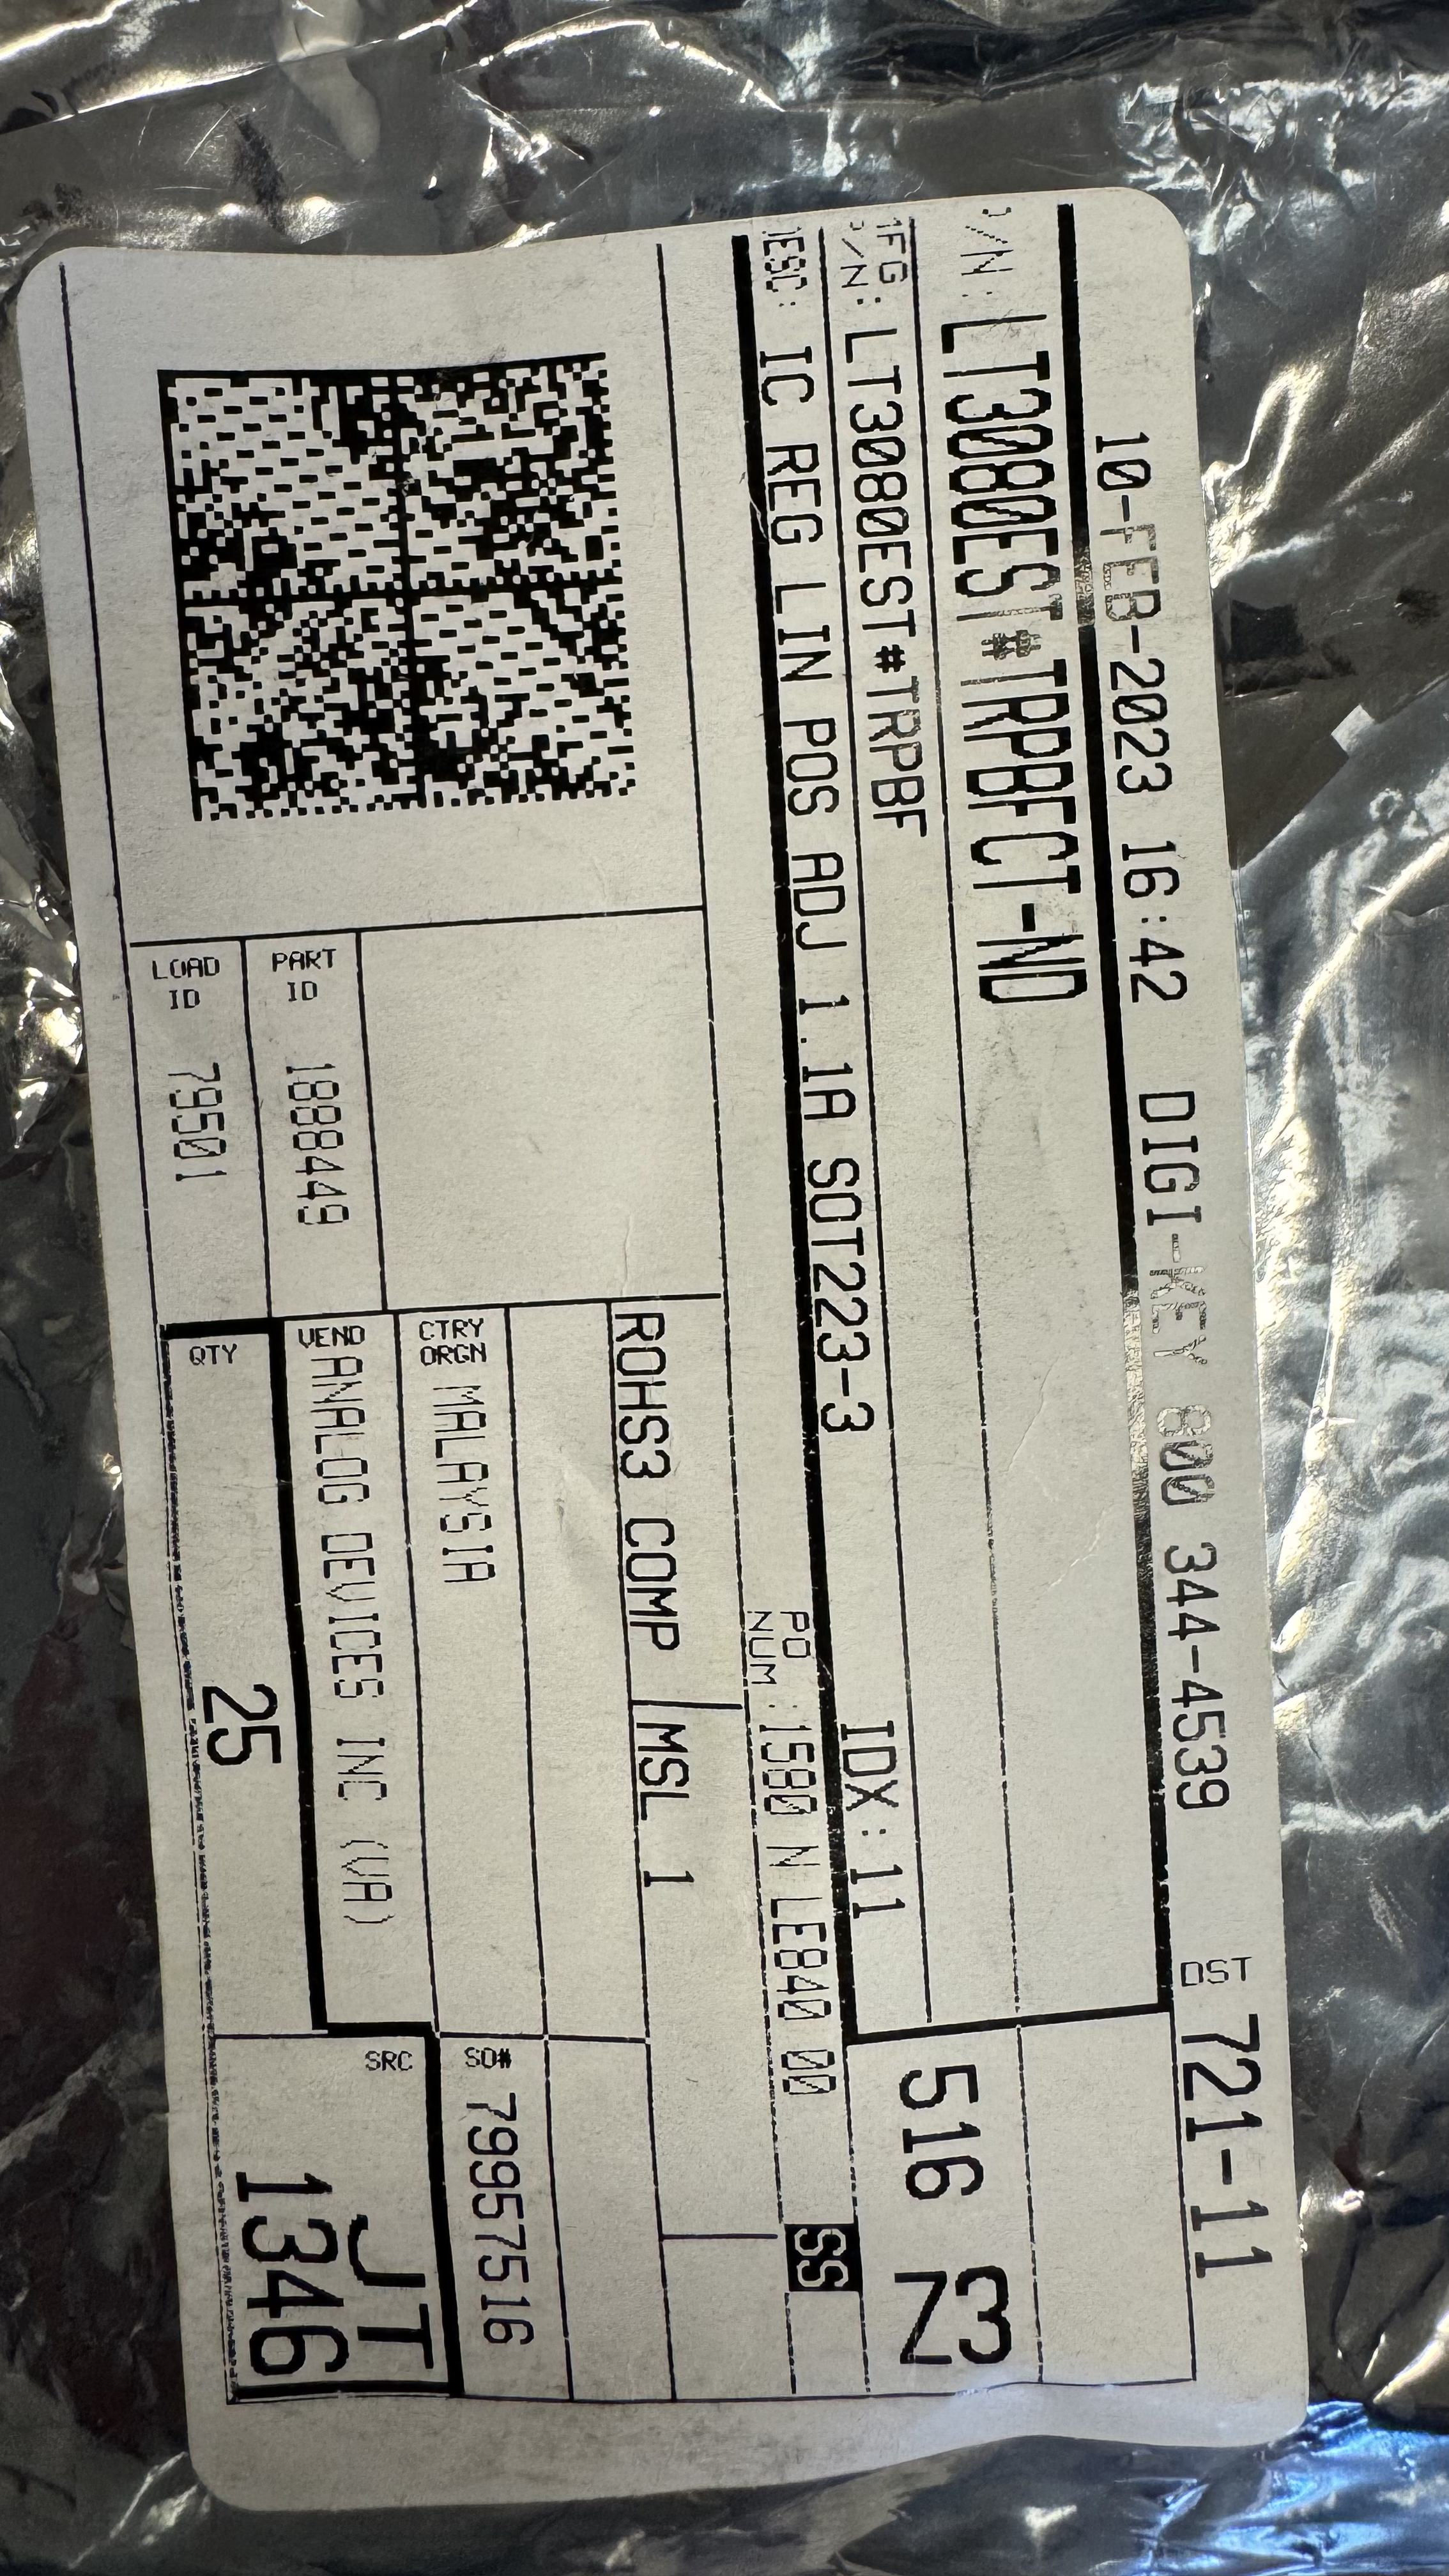 10-FEB-2023 16:42 DIGI-KEY 800 344-4539
DST 721-11
P/N: LT3080EST#TRPBFCT-ND
MFG P/N: LT3080EST#TRPBF
IDX:11
516
DESC: IC REG LIN POS ADJ 1.1A SOT223-3
PO NUM:1580 N LE840 00
SS
ROHS3 COMP
MSL 1
CTRY ORGN MALAYSIA
SO# 79957516
PART ID 188449
VEND ANALOG DEVICES INC (VA)
LOAD ID 79501
QTY 25
SRC JT
1346